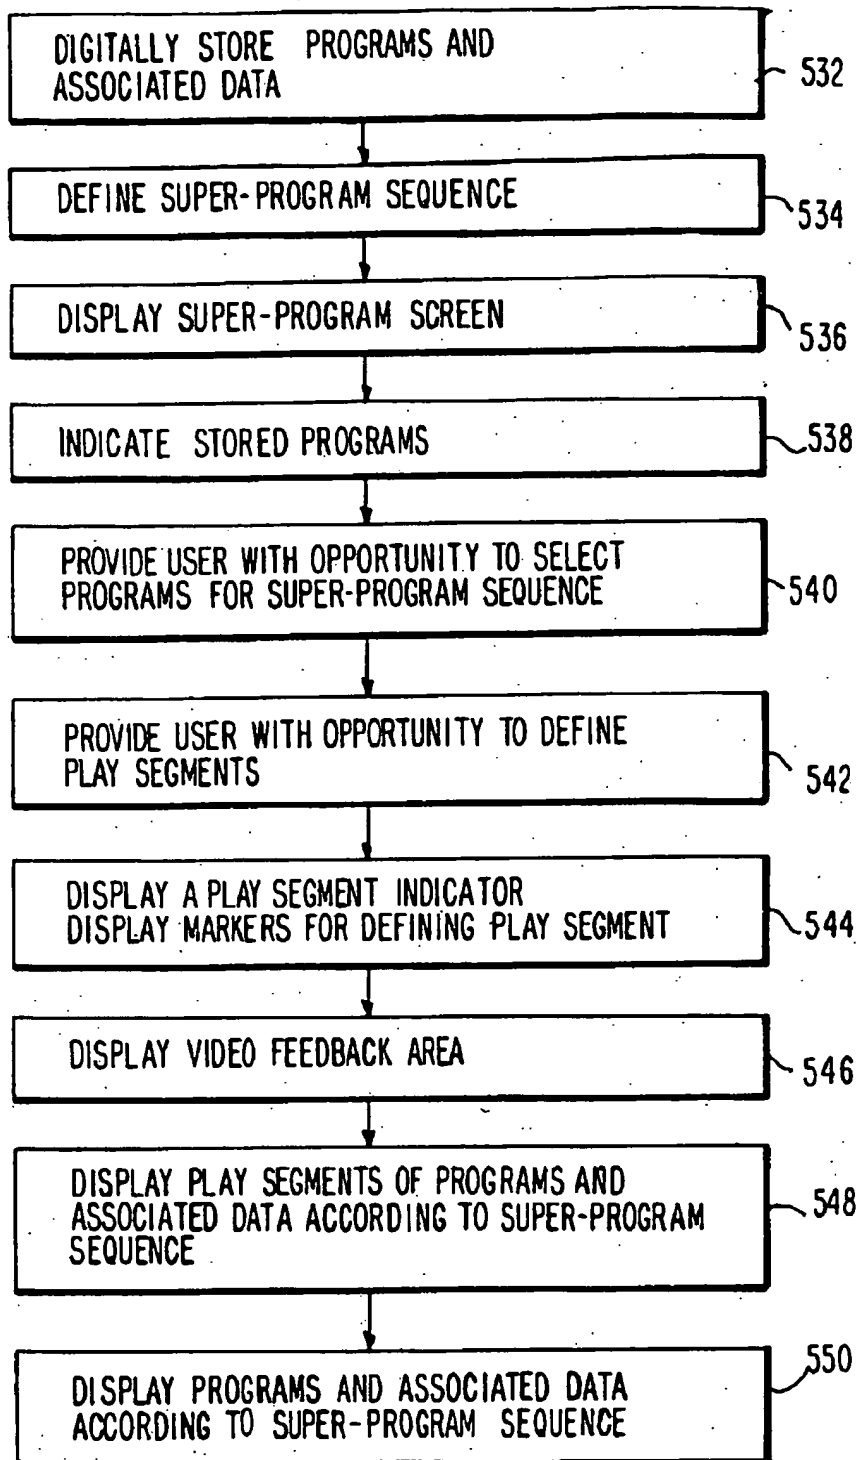 DIGITALLY STORE PROGRAMS AND
ASSOCIATED DATA
532
DEFINE SUPER-PROGRAM SEQUENCE
534
DISPLAY SUPER-PROGRAM SCREEN
536
INDICATE STORED PROGRAMS
538
PROVIDE USER WITH OPPORTUNITY TO SELECT
PROGRAMS FOR SUPER-PROGRAM SEQUENCE
540
PROVIDE USER WITH OPPORTUNITY TO DEFINE
PLAY SEGMENTS
542
DISPLAY A PLAY SEGMENT INDICATOR
DISPLAY MARKERS FOR DEFINING PLAY SEGMENT
544
DISPLAY VIDEO FEEDBACK AREA
546
DISPLAY PLAY SEGMENTS OF PROGRAMS AND
ASSOCIATED DATA ACCORDING TO SUPER-PROGRAM
SEQUENCE
548
DISPLAY PROGRAMS AND ASSOCIATED DATA
ACCORDING TO SUPER-PROGRAM SEQUENCE
550